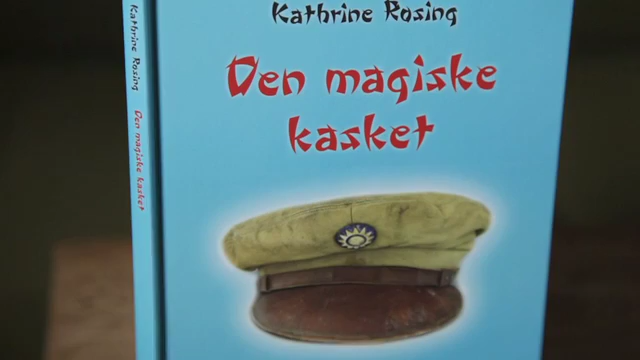 Kathrine Rosing
Den magiske
kasket
Kathrine Rosing Den magiske kasket